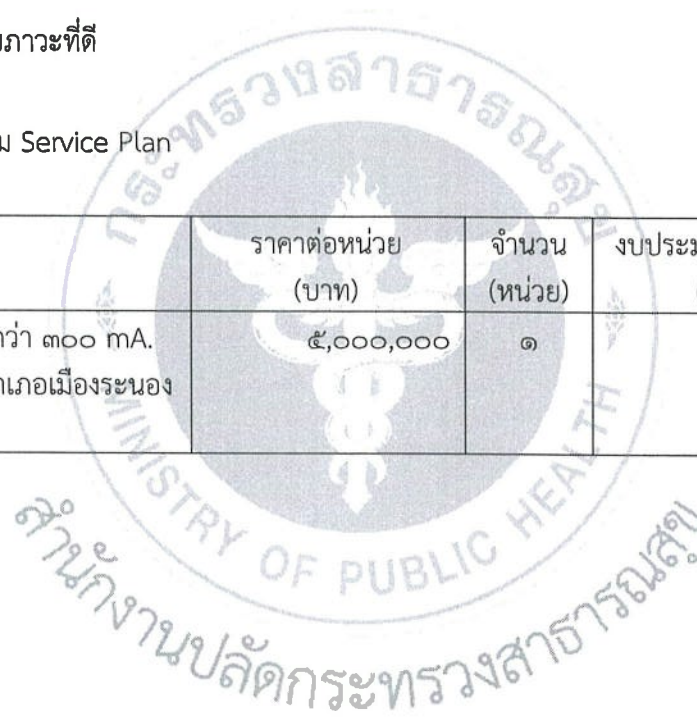 ภาวะที่ดี
ม Service Plan
ราคาต่อหน่วย จำนวน งบประม
(บาท) (หน่วย) (
กว่า ๓๐๐ mA. ๕,๐๐๐,๐๐๐ ๑
ำเภอเมืองระนอง
กระทรวงสาธารณสุข
MINISTRY OF PUBLIC HEALTH
สำนักงานปลัดกระทรวงสาธารณสุข